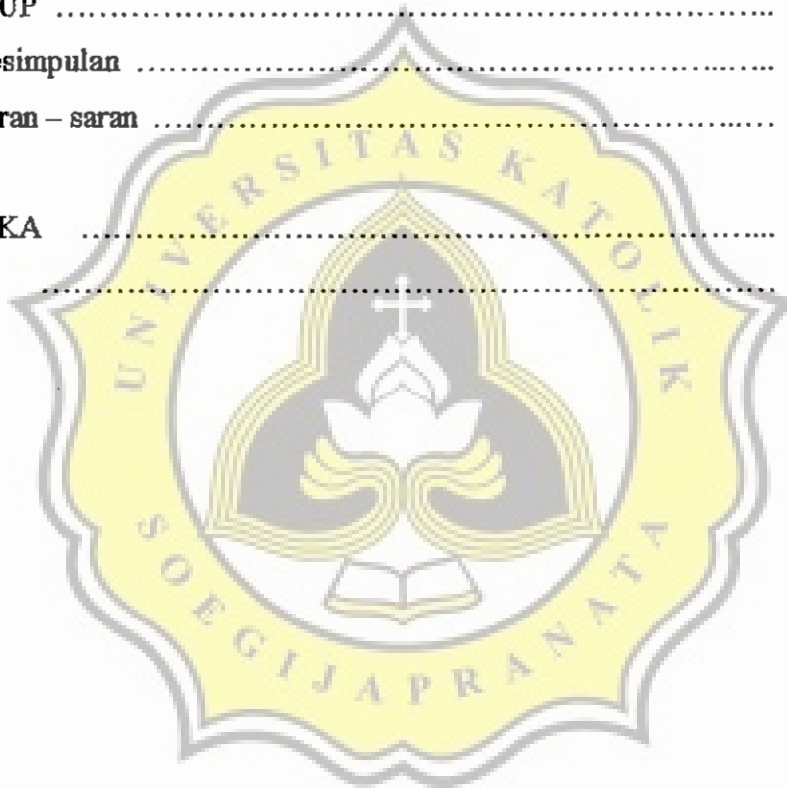 UP ........................................................................
esimpulan ...............................................................
ran – saran .............................................................
KA ......................................................................
............................................................................
UNIVERSITAS KATOLIK
SOEGIJAPRANATA